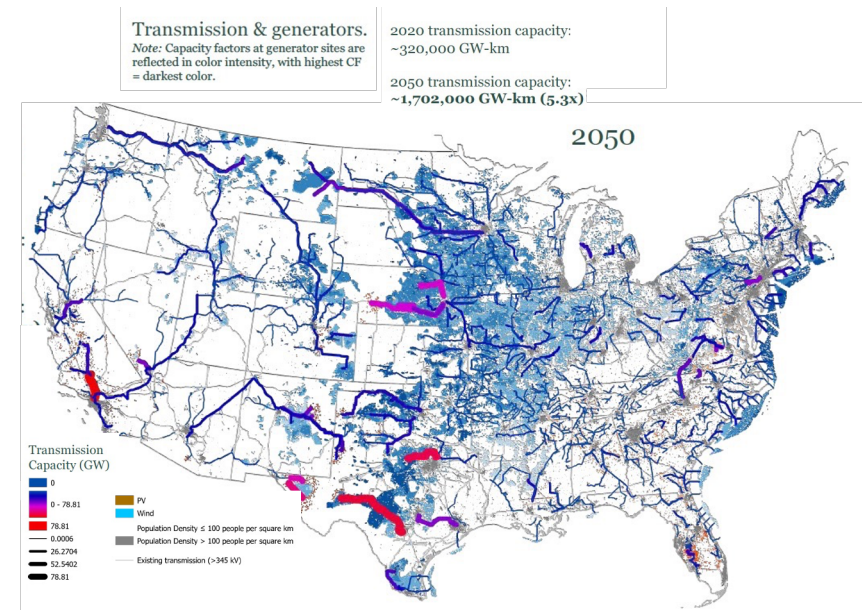 Transmission & generators.
Note: Capacity factors at generator sites are
reflected in color intensity, with highest CF
= darkest color.
2020 transmission capacity:
~320,000 GW-km
2050 transmission capacity:
~1,702,000 GW-km (5.3x)
2050
Transmission
Capacity (GW)
0
0 - 78.81
78.81
0.0006
26.2704
52.5402
78.81
PV
Wind
Population Density ≤ 100 people per square km
Population Density > 100 people per square km
Existing transmission (>345 kV)